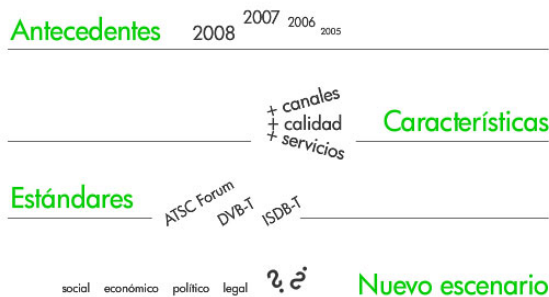 Antecedentes 2008 2007 2006 2005
+ canales
+ calidad Características
+ servicios
Estándares ATSC Forum DVB-T ISDB-T
social económico político legal ? ¿ Nuevo escenario